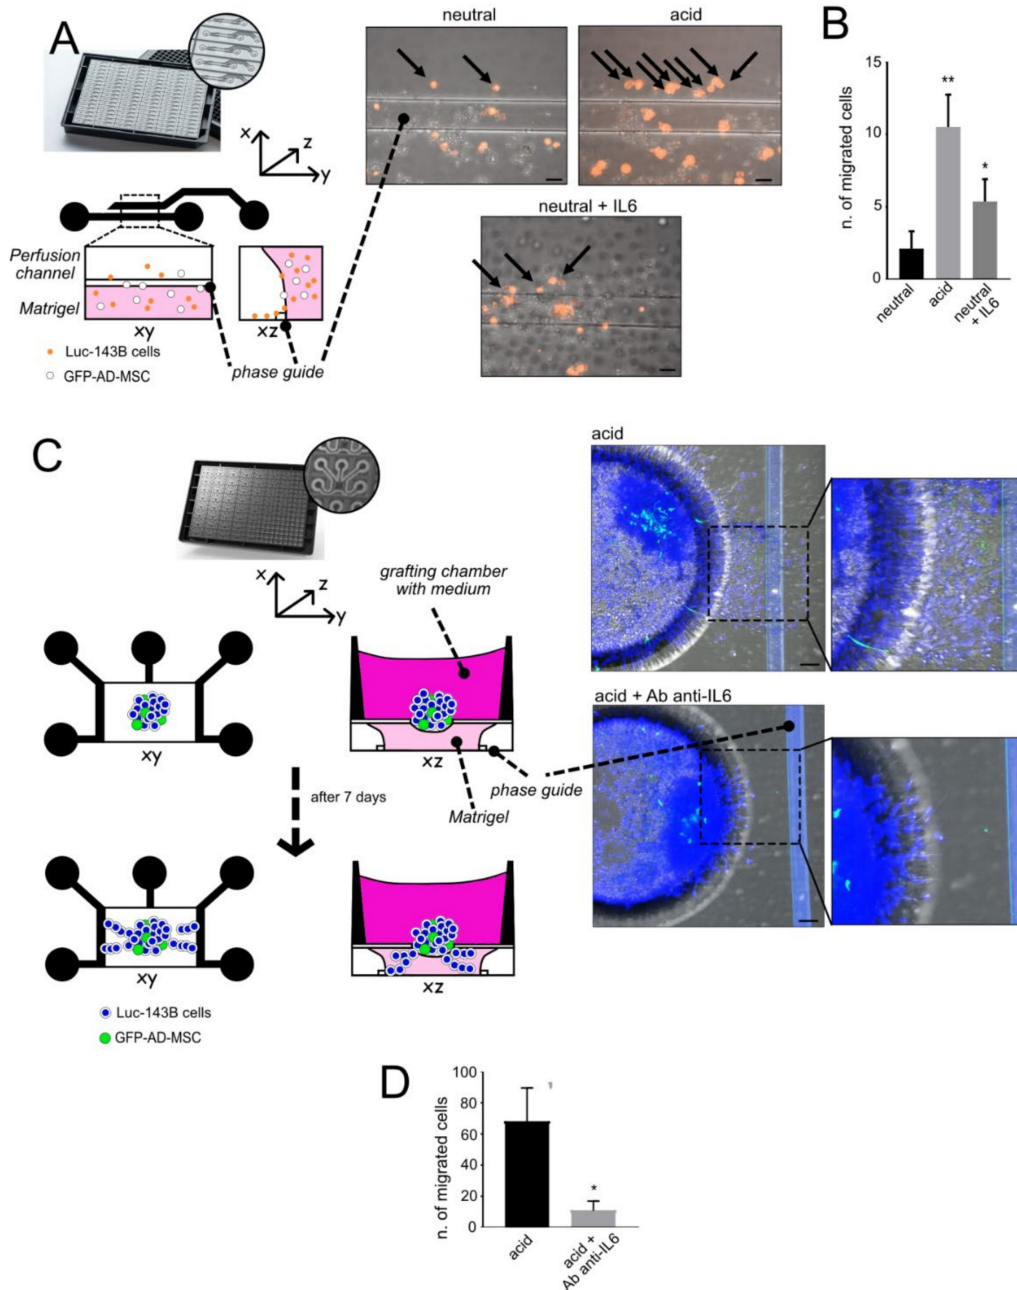 A
neutral
acid
B
x
z
y
Perfusion
channel
Matrigel
xy
xz
Luc-143B cells
GFP-AD-MSC
phase guide
neutral + IL6
n. of migrated cells
15
10
5
0
**
*
neutral
acid
neutral
+ IL6
C
x
z
y
grafting chamber
with medium
xy
xz
phase guide
Matrigel
after 7 days
xy
xz
Luc-143B cells
GFP-AD-MSC
acid
acid + Ab anti-IL6
D
n. of migrated cells
100
80
60
40
20
0
*
acid
acid +
Ab anti-IL6